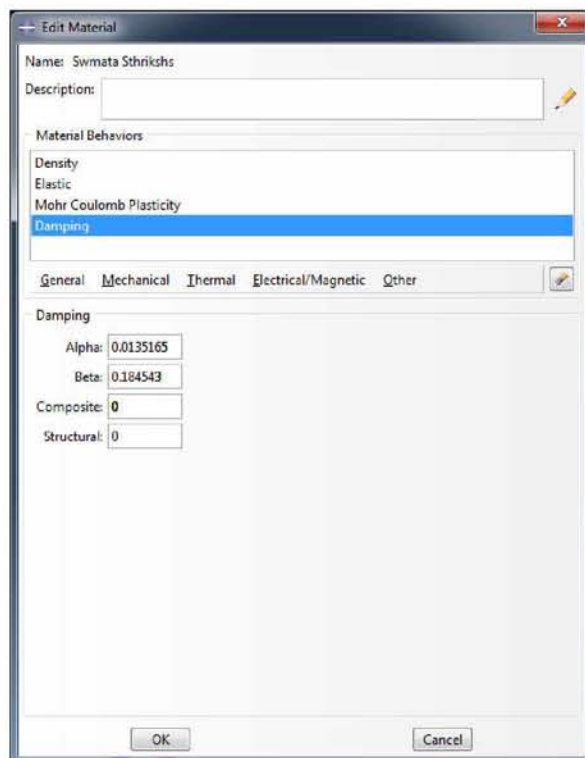 Edit Material
Name: Swmata Sthrikshs
Description:
Material Behaviors
Density
Elastic
Mohr Coulomb Plasticity
Damping
General Mechanical Thermal Electrical/Magnetic Other
Damping
Alpha: 0.0135165
Beta: 0.184543
Composite: 0
Structural: 0
OK Cancel